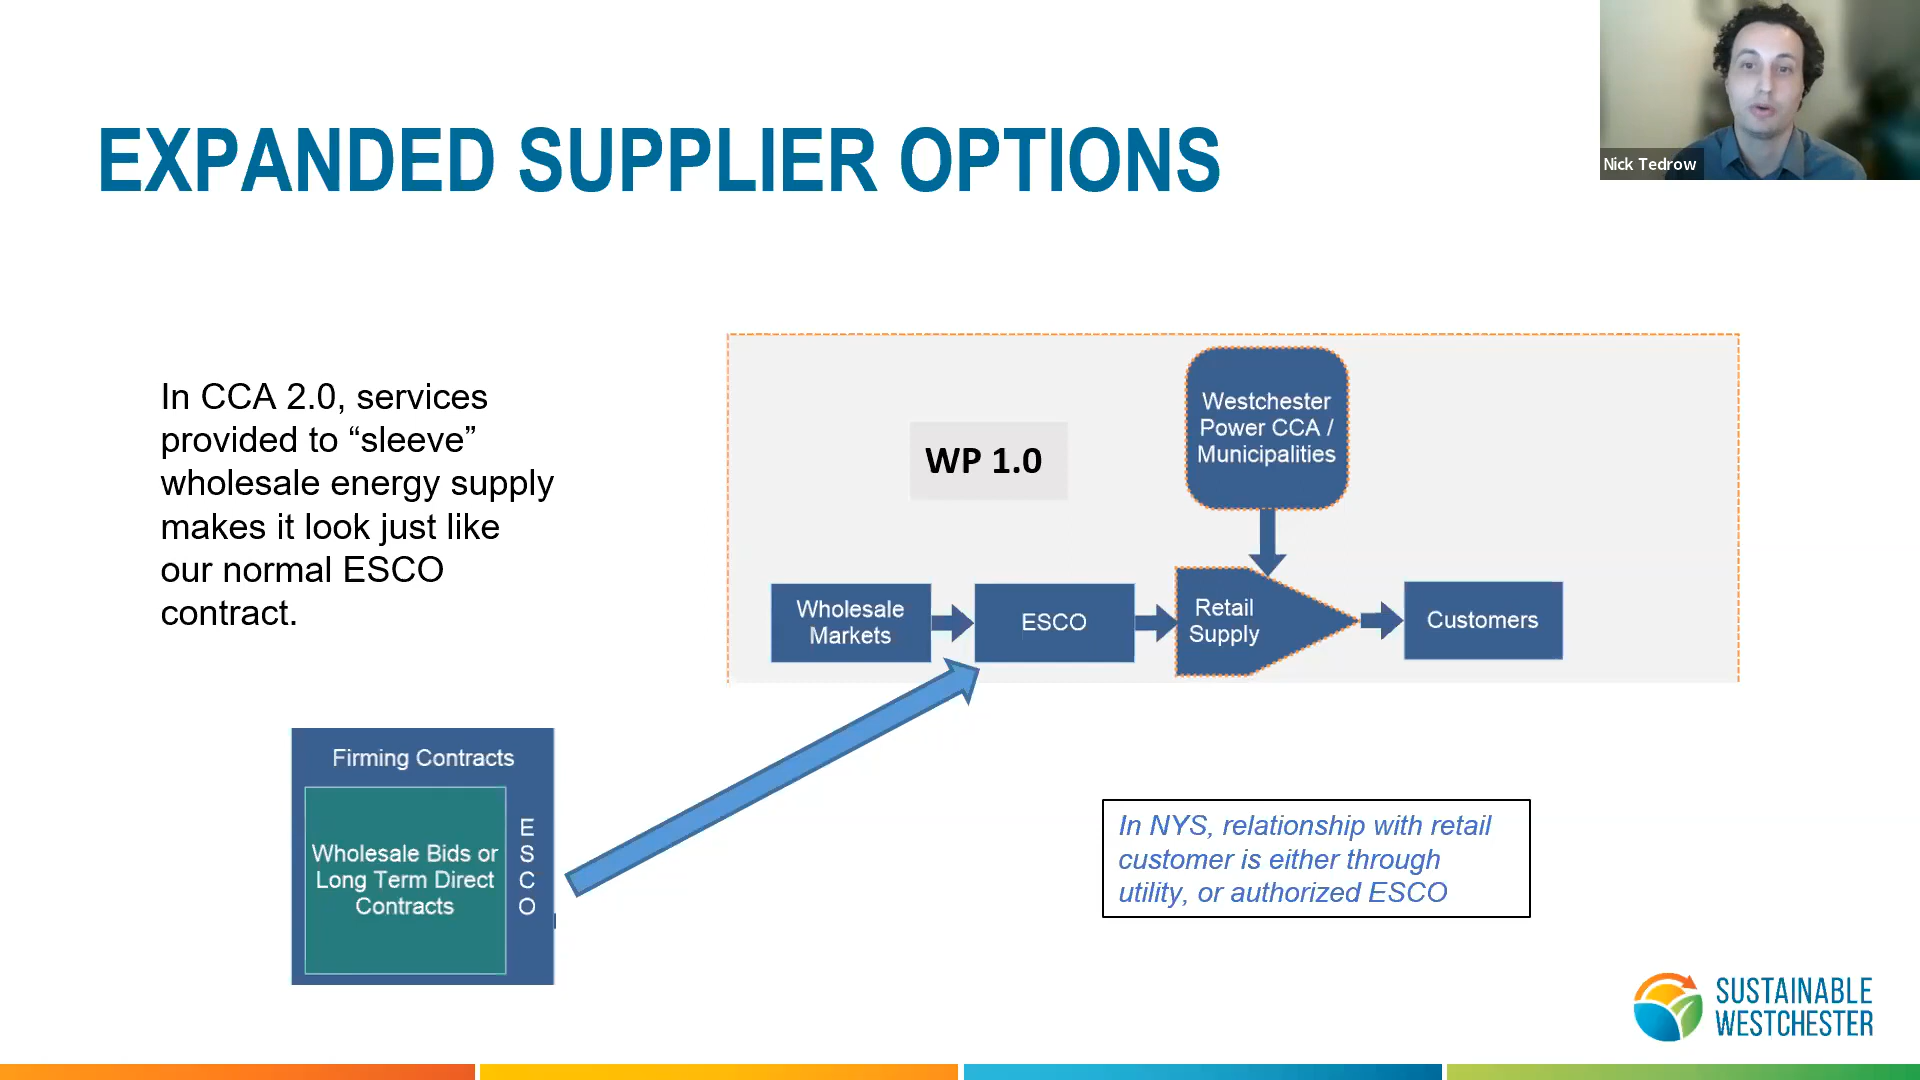 EXPANDED SUPPLIER OPTIONS
Nick Tedrow
In CCA 2.0, services
provided to “sleeve”
wholesale energy supply
makes it look just like
our normal ESCO
contract.
WP 1.0
Westchester
Power CCA /
Municipalities
Wholesale
Markets
ESCO
Retail
Supply
Customers
Firming Contracts
Wholesale Bids or
Long Term Direct
Contracts
E
S
C
O
In NYS, relationship with retail
customer is either through
utility, or authorized ESCO
SUSTAINABLE
WESTCHESTER